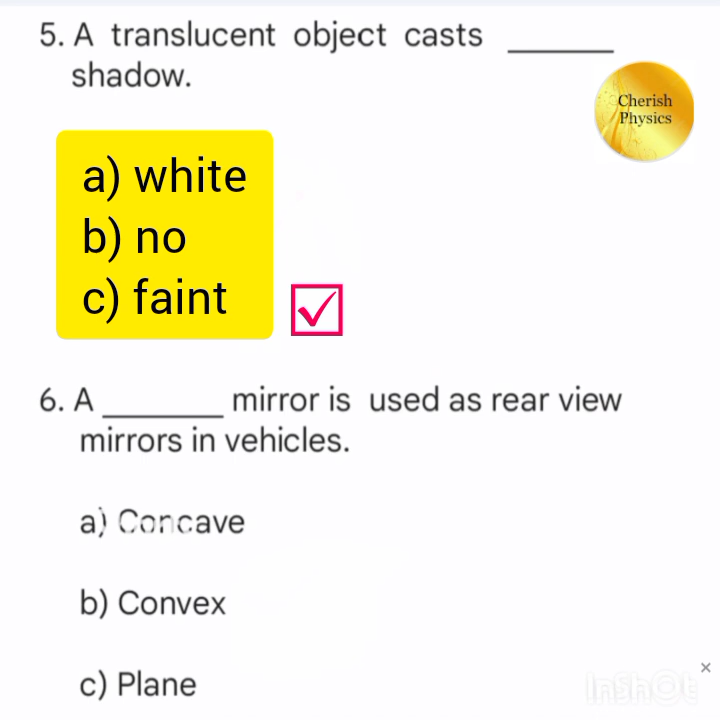 5. A translucent object casts ______
shadow.
Cherish
Physics
a) white
b) no
c) faint
6. A _______ mirror is used as rear view
mirrors in vehicles.
a) Concave
b) Convex
c) Plane
InShOt